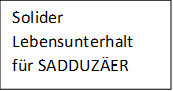 Solider
Lebensunterhalt
für SADDUZÄER